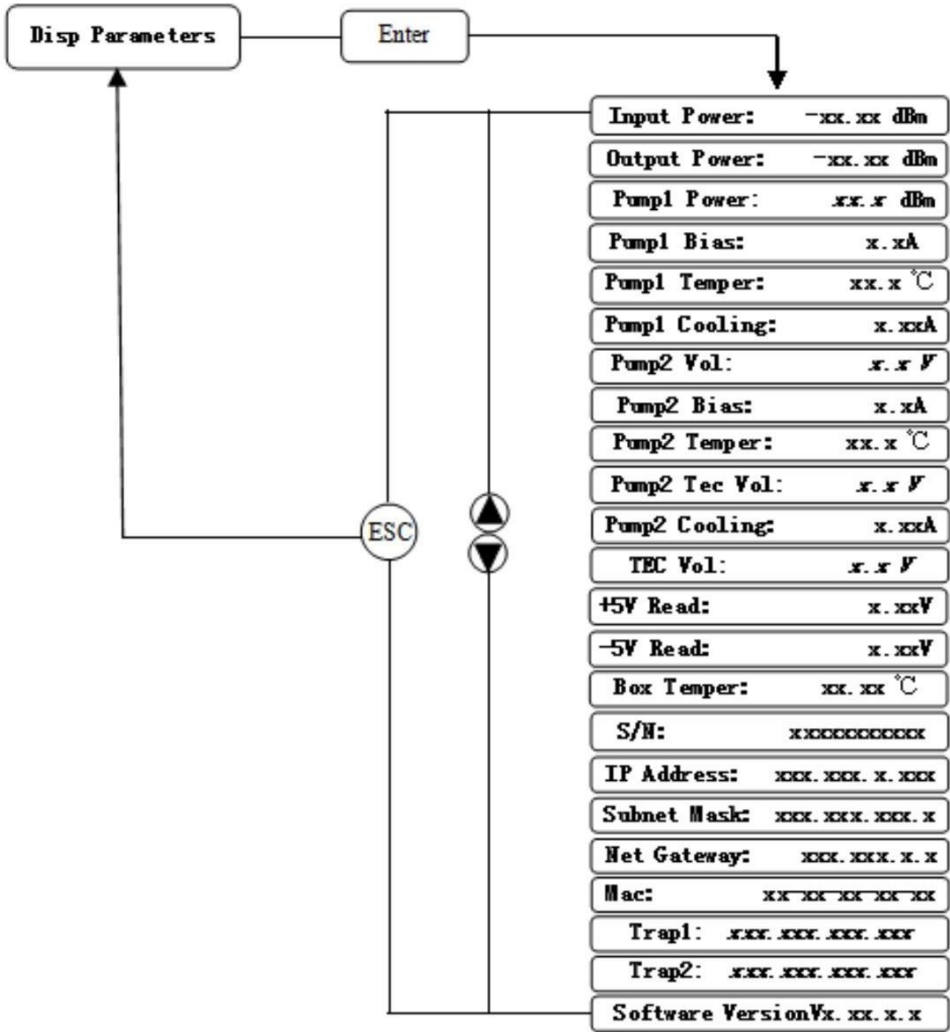 Disp Parameters
Enter
Input Power: -xx.xx dBm
Output Power: -xx.xx dBm
Pump1 Power: xx.x dBm
Pump1 Bias: x.xA
Pump1 Temper: xx.x ℃
Pump1 Cooling: x.xxA
Pump2 Vol: x.x V
Pump2 Bias: x.xA
Pump2 Temper: xx.x ℃
Pump2 Tec Vol: x.x V
ESC
Pump2 Cooling: x.xxA
TEC Vol: x.x V
+5V Read: x.xxV
-5V Read: x.xxV
Box Temper: xx.xx ℃
S/N: xxxxxxxxxxxx
IP Address: xxx.xxx.x.xxx
Subnet Mask: xxx.xxx.xxx.x
Net Gateway: xxx.xxx.x.x
Mac: xx-xx-xx-xx-xx
Trap1: xxx.xxx.xxx.xxx
Trap2: xxx.xxx.xxx.xxx
Software VersionVx.xx.x.x